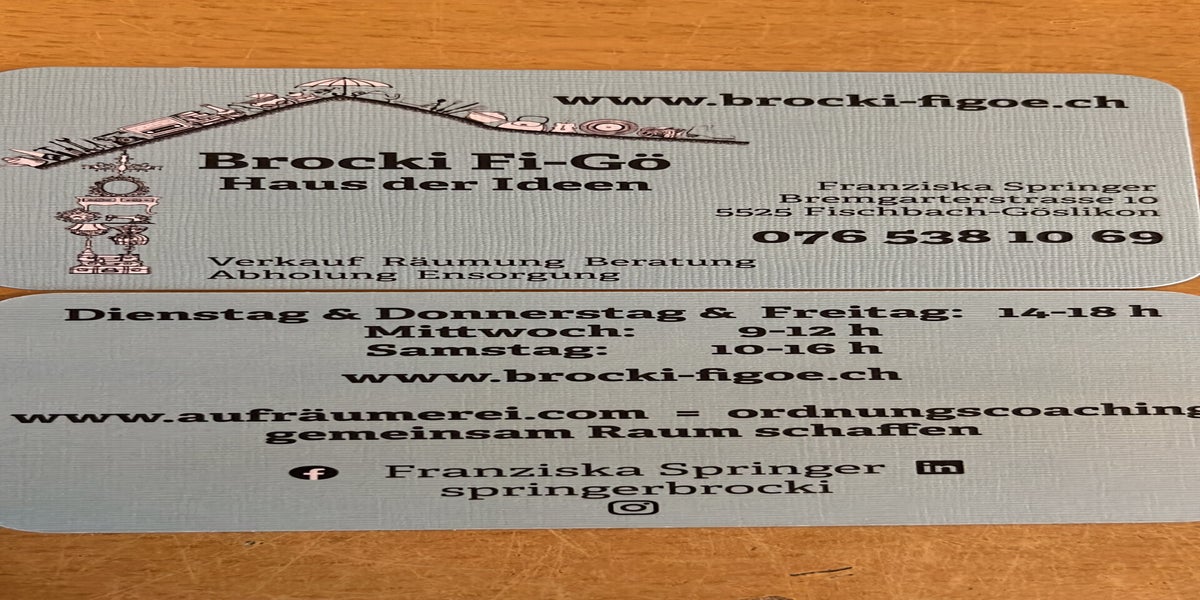 www.brocki-figoe.ch
Brocki Fi-Gö
Haus der Ideen
Franziska Springer
Bremgarterstrasse 10
5525 Fischbach-Göslikon
076 538 10 69
Verkauf Räumung Beratung
Abholung Ensorgung
Dienstag & Donnerstag & Freitag: 14-18 h
Mittwoch: 9-12 h
Samstag: 10-16 h
www.brocki-figoe.ch
www.aufräumerei.com = ordnungscoaching
gemeinsam Raum schaffen
f Franziska Springer in
springerbrocki